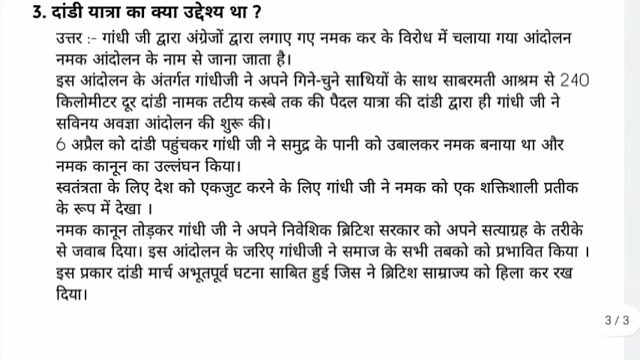 3. दांडी यात्रा का क्या उद्देश्य था ?
उत्तर :- गांधी जी द्वारा अंग्रेजों द्वारा लगाए गए नमक कर के विरोध में चलाया गया आंदोलन
नमक आंदोलन के नाम से जाना जाता है।
इस आंदोलन के अंतर्गत गांधीजी ने अपने गिने-चुने साथियों के साथ साबरमती आश्रम से 240
किलोमीटर दूर दांडी नामक तटीय कस्बे तक की पैदल यात्रा की दांडी द्वारा ही गांधी जी ने
सविनय अवज्ञा आंदोलन की शुरू की।
6 अप्रैल को दांडी पहुंचकर गांधी जी ने समुद्र के पानी को उबालकर नमक बनाया था और
नमक कानून का उल्लंघन किया।
स्वतंत्रता के लिए देश को एकजुट करने के लिए गांधी जी ने नमक को एक शक्तिशाली प्रतीक
के रूप में देखा ।
नमक कानून तोड़कर गांधी जी ने अपने निवेशिक ब्रिटिश सरकार को अपने सत्याग्रह के तरीके
से जवाब दिया। इस आंदोलन के जरिए गांधीजी ने समाज के सभी तबको को प्रभावित किया ।
इस प्रकार दांडी मार्च अभूतपूर्व घटना साबित हुई जिस ने ब्रिटिश साम्राज्य को हिला कर रख
दिया।
3 / 3